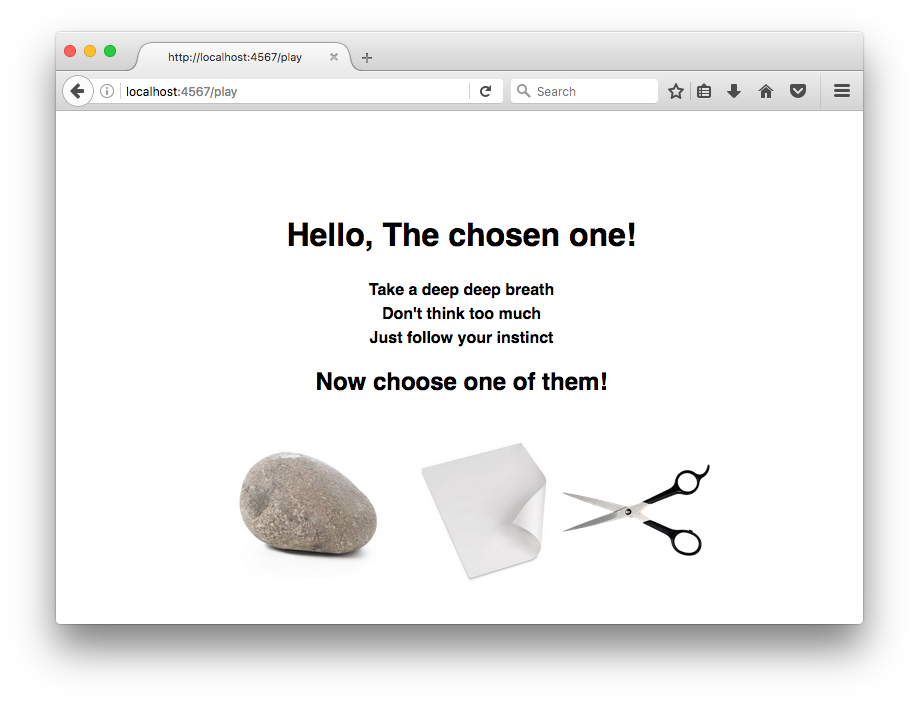 http://localhost:4567/play
localhost:4567/play
Search
Hello, The chosen one!
Take a deep deep breath
Don't think too much
Just follow your instinct
Now choose one of them!